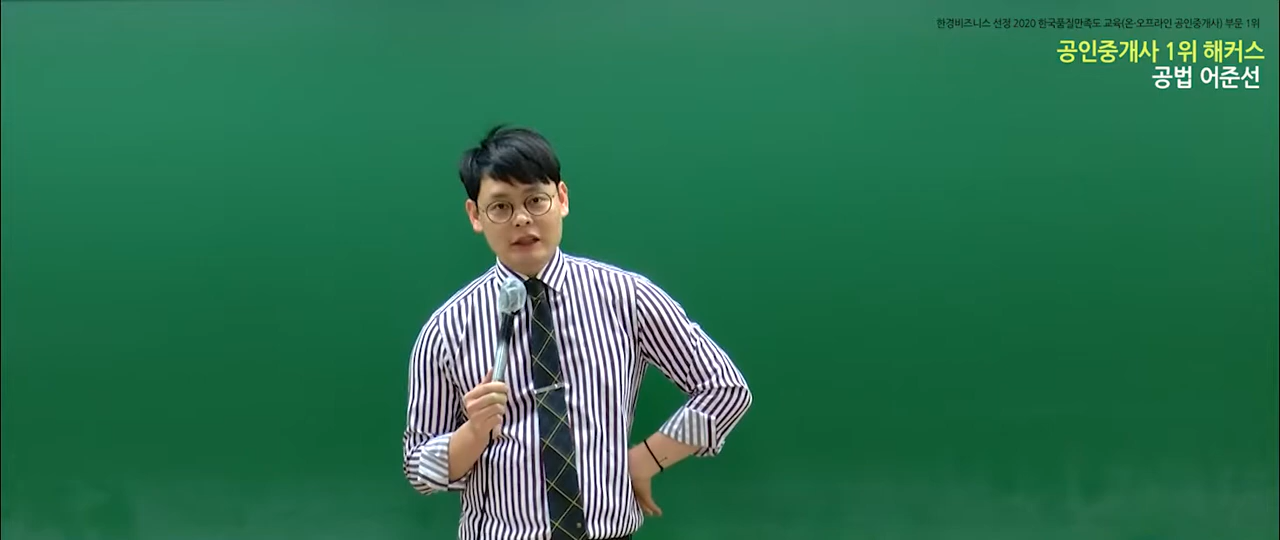 한경비즈니스 선정 2020 한국품질만족도 교육(온·오프라인 공인중개사) 부문 1위
공인중개사 1위 해커스
공법 어준선